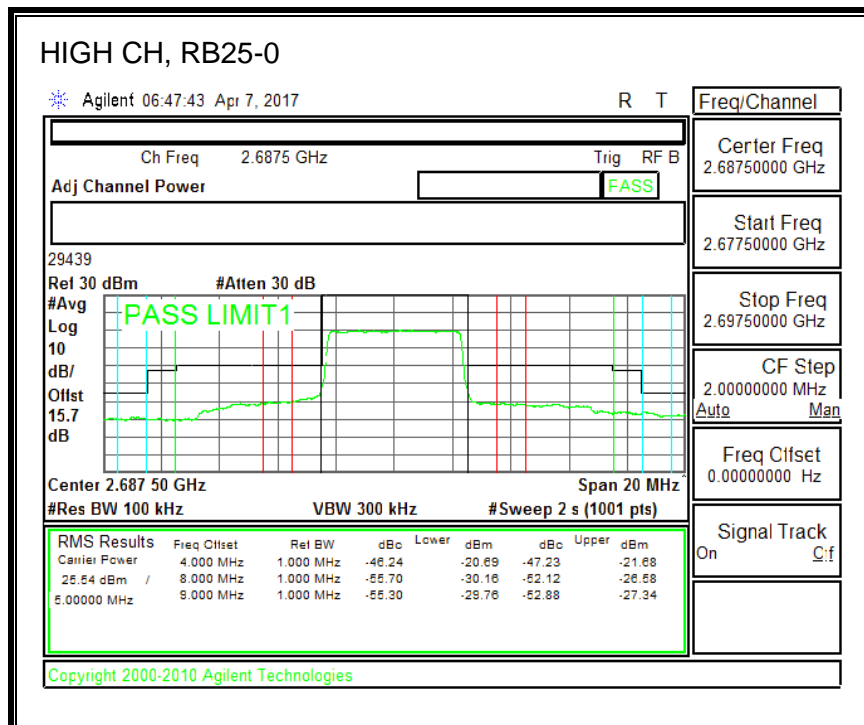 HIGH CH, RB25-0
Agilent 06:47:43 Apr 7, 2017 R T
Freq/Channel
Ch Freq 2.6875 GHz Trig RF B
Adj Channel Power PASS
Center Freq
2.68750000 GHz
Start Freq
2.67750000 GHz
Stop Freq
2.69750000 GHz
CF Step
2.00000000 MHz
Auto Man
Freq Offset
0.00000000 Hz
Signal Track
On Off
29439
Ref 30 dBm #Atten 30 dB
#Avg
Log
10
dB/
Offst
15.7
dB
PASS LIMIT1
Center 2.687 50 GHz Span 20 MHz
#Res BW 100 kHz VBW 300 kHz #Sweep 2 s (1001 pts)
RMS Results Freq Offset Ref BW dBc Lower dBm dBc Upper dBm
Carrier Power 4.000 MHz 1.000 MHz -46.24 -20.69 -47.23 -21.68
25.54 dBm / 8.000 MHz 1.000 MHz -55.70 -30.16 -52.12 -26.58
5.00000 MHz 9.000 MHz 1.000 MHz -55.30 -29.76 -52.88 -27.34
Copyright 2000-2010 Agilent Technologies